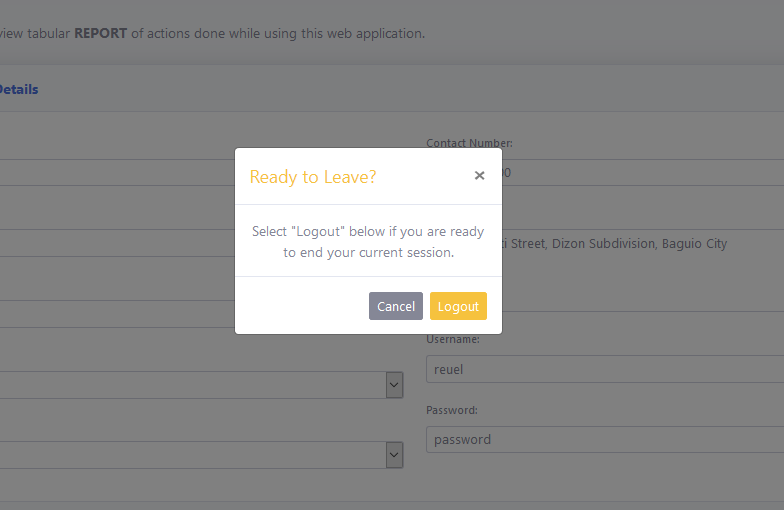 view tabular REPORT of actions done while using this web application.
Details
Contact Number:
Ready to Leave? ×
Select "Logout" below if you are ready
to end your current session.
Street, Dizon Subdivision, Baguio City
Cancel Logout
Username:
reuel
Password:
password